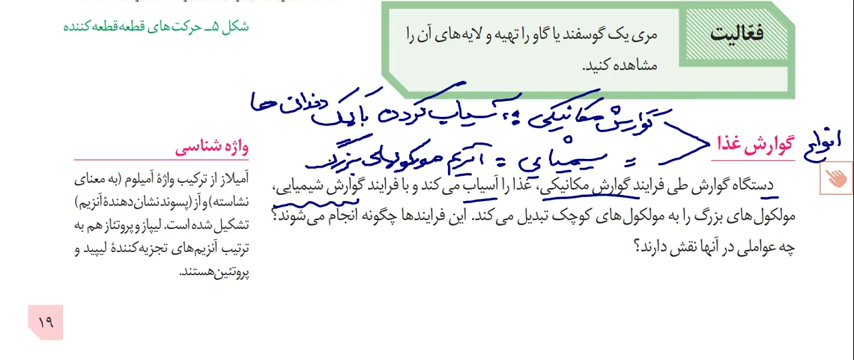 شکل ۵ــ حرکت‌های قطعه‌قطعه‌کننده
فعّالیت
مری یک گوسفند یا گاو را تهیه و لایه‌های آن را
مشاهده کنید.
انواع
گوارش مکانیکی : آسیاب کرده با کمک دندان ها
= شیمیایی = آنزیم مولکولهای بزرگ
گوارش غذا
دستگاه گوارش طی فرایند گوارش مکانیکی، غذا را آسیاب می‌کند و با فرایند گوارش شیمیایی،
مولکول‌های بزرگ را به مولکول‌های کوچک تبدیل می‌کند. این فرایندها چگونه انجام می‌شوند؟
چه عواملی در آنها نقش دارند؟
واژه شناسی
آمیلاز از ترکیب واژهٔ آمیلوم (به معنای
نشاسته) و آز (پسوند نشان‌دهندهٔ آنزیم)
تشکیل شده است. لیپاز و پروتئاز هم به
ترتیب آنزیم‌های تجزیه‌کنندهٔ لیپید و
پروتئین هستند.
۱۹